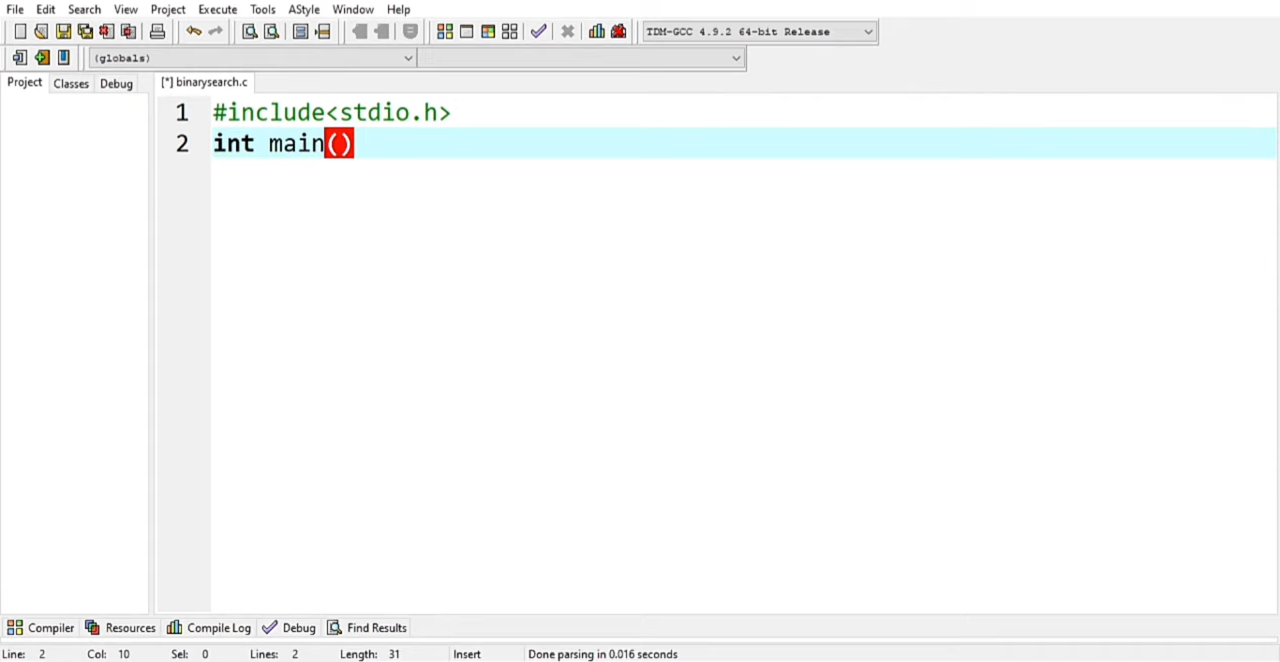 File Edit Search View Project Execute Tools AStyle Window Help
TDM-GCC 4.9.2 64-bit Release
(globals)
Project Classes Debug
[*] binarysearch.c
1 #include<stdio.h>
2 int main()
Compiler Resources Compile Log Debug Find Results
Line: 2 Col: 10 Sel: 0 Lines: 2 Length: 31 Insert Done parsing in 0.016 seconds